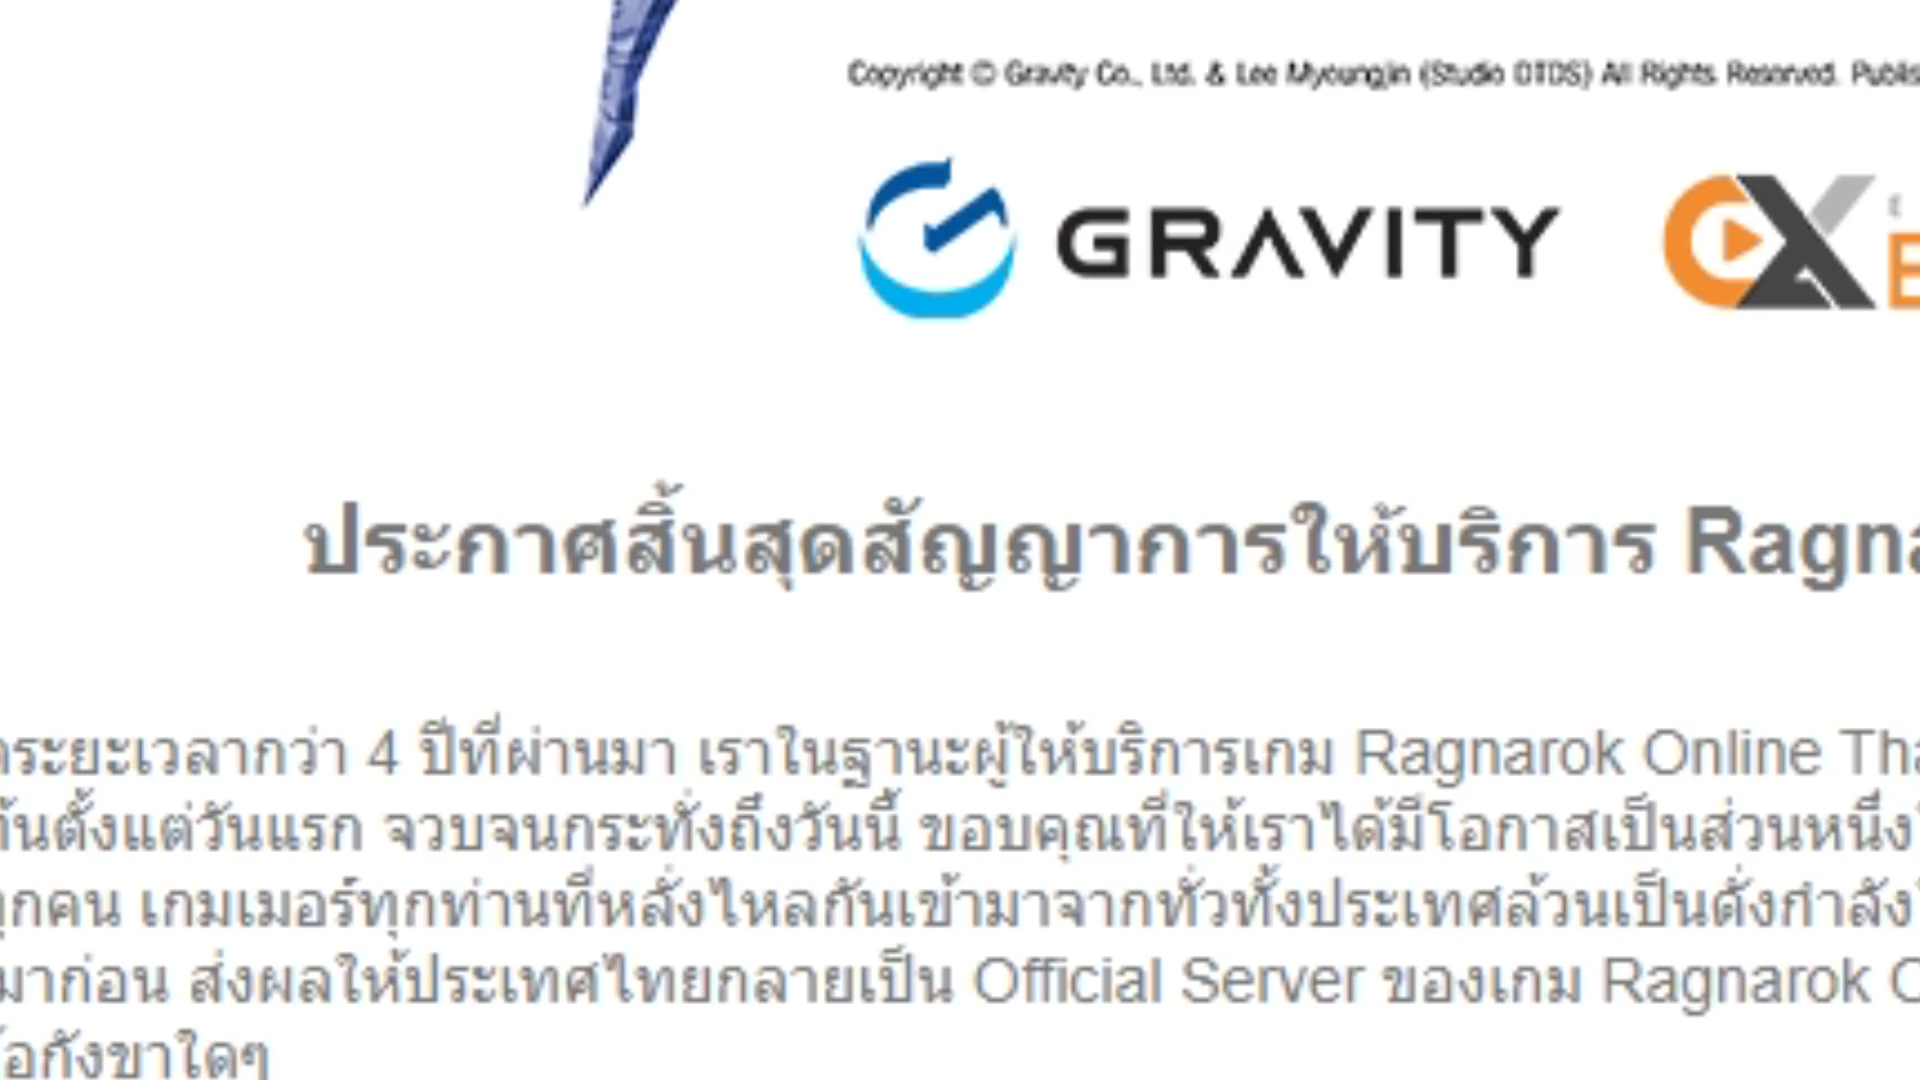 Copyright © Gravity Co., Ltd. & Lee Myoungjin (Studio DTDS) All Rights Reserved.
GRAVITY
ประกาศสิ้นสุดสัญญาการให้บริการ
ระยะเวลากว่า 4 ปีที่ผ่านมา เราในฐานะผู้ให้บริการเกม Ragnarok Online
ตั้งแต่วันแรก จวบจนกระทั่งถึงวันนี้ ขอบคุณที่ให้เราได้มีโอกาสเป็นส่วนหนึ่ง
ทุกคน เกมเมอร์ทุกท่านที่หลั่งไหลกันเข้ามาจากทั่วทั้งประเทศล้วนเป็นดั่งกำลัง
มาก่อน ส่งผลให้ประเทศไทยกลายเป็น Official Server ของเกม Ragnarok
กังขาใดๆ